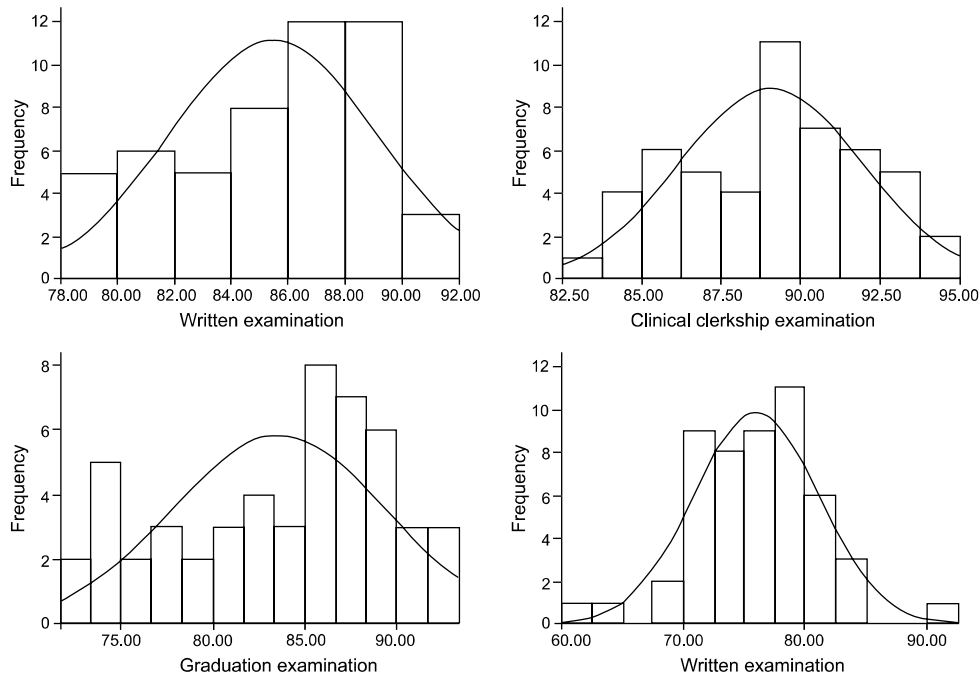 Frequency
12
10
8
6
4
2
0
78.00 80.00 82.00 84.00 86.00 88.00 90.00 92.00
Written examination
Frequency
12
10
8
6
4
2
0
82.50 85.00 87.50 90.00 92.50 95.00
Clinical clerkship examination
Frequency
8
6
4
2
0
75.00 80.00 85.00 90.00
Graduation examination
Frequency
12
10
8
6
4
2
0
60.00 70.00 80.00 90.00
Written examination